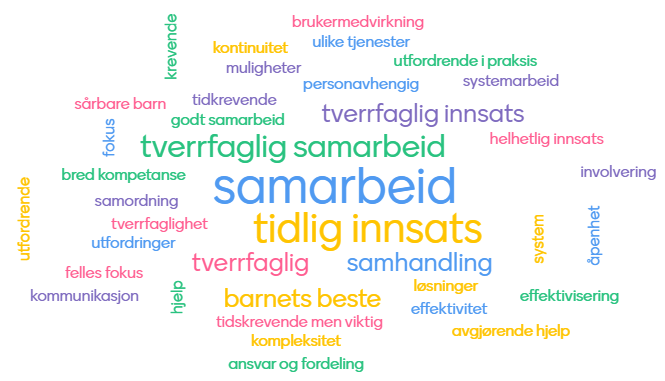 brukermedvirkning
krevende
kontinuitet
ulike tjenester
utfordrende i praksis
muligheter
personavhengig
systemarbeid
sårbare barn
tidkrevende
tverrfaglig innsats
godt samarbeid
fokus
tverrfaglig samarbeid
helhetlig innsats
bred kompetanse
samarbeid
involvering
samordning
utfordrende
tverrfaglighet
tidlig innsats
system
åpenhet
utfordringer
felles fokus
tverrfaglig
samhandling
kommunikasjon
hjelp
barnets beste
løsninger
effektivisering
effektivitet
tidskrevende men viktig
avgjørende hjelp
kompleksitet
ansvar og fordeling